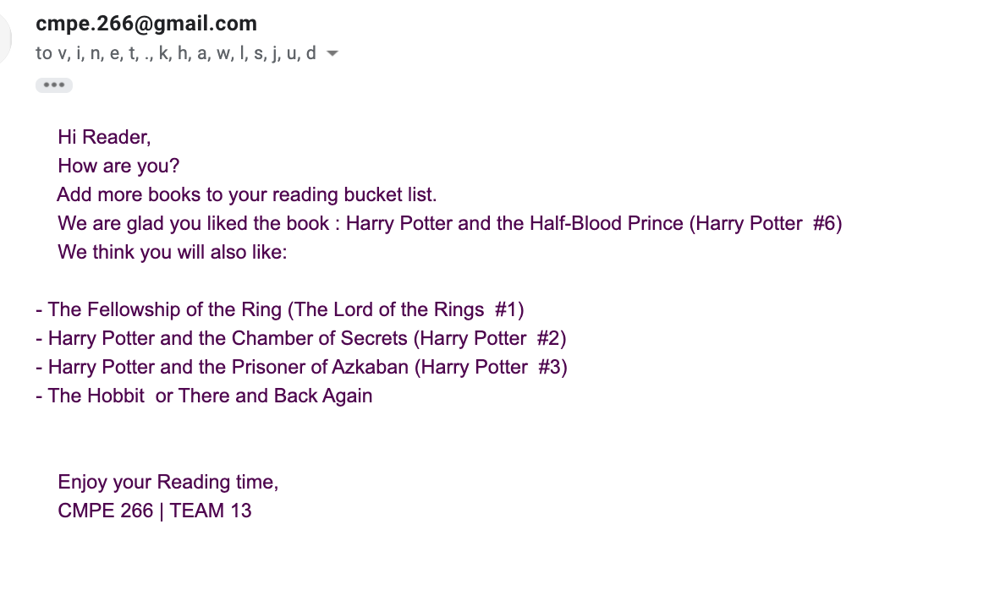 cmpe.266@gmail.com
to v, i, n, e, t, ., k, h, a, w, l, s, j, u, d
Hi Reader,
How are you?
Add more books to your reading bucket list.
We are glad you liked the book : Harry Potter and the Half-Blood Prince (Harry Potter  #6)
We think you will also like:
- The Fellowship of the Ring (The Lord of the Rings  #1)
- Harry Potter and the Chamber of Secrets (Harry Potter  #2)
- Harry Potter and the Prisoner of Azkaban (Harry Potter  #3)
- The Hobbit  or There and Back Again
Enjoy your Reading time,
CMPE 266 | TEAM 13